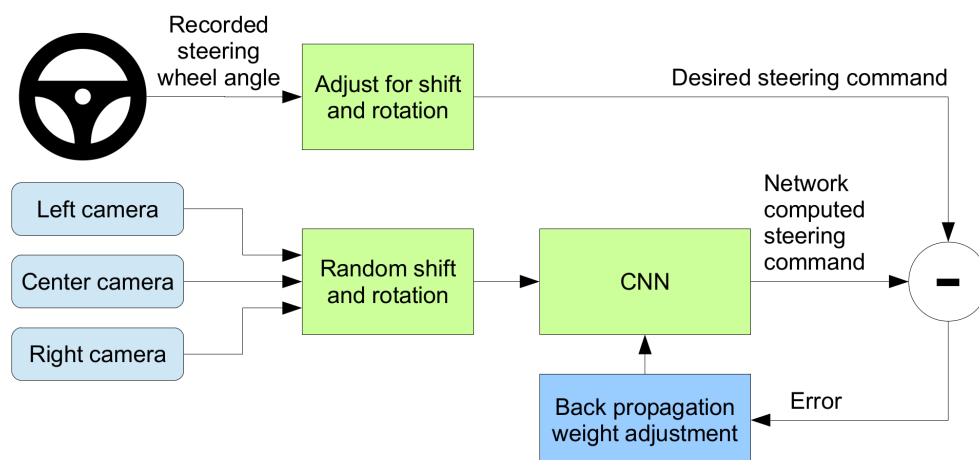 Recorded
steering
wheel angle
Adjust for shift
and rotation
Desired steering command
Left camera
Center camera
Right camera
Random shift
and rotation
CNN
Network
computed
steering
command
-
Back propagation
weight adjustment
Error